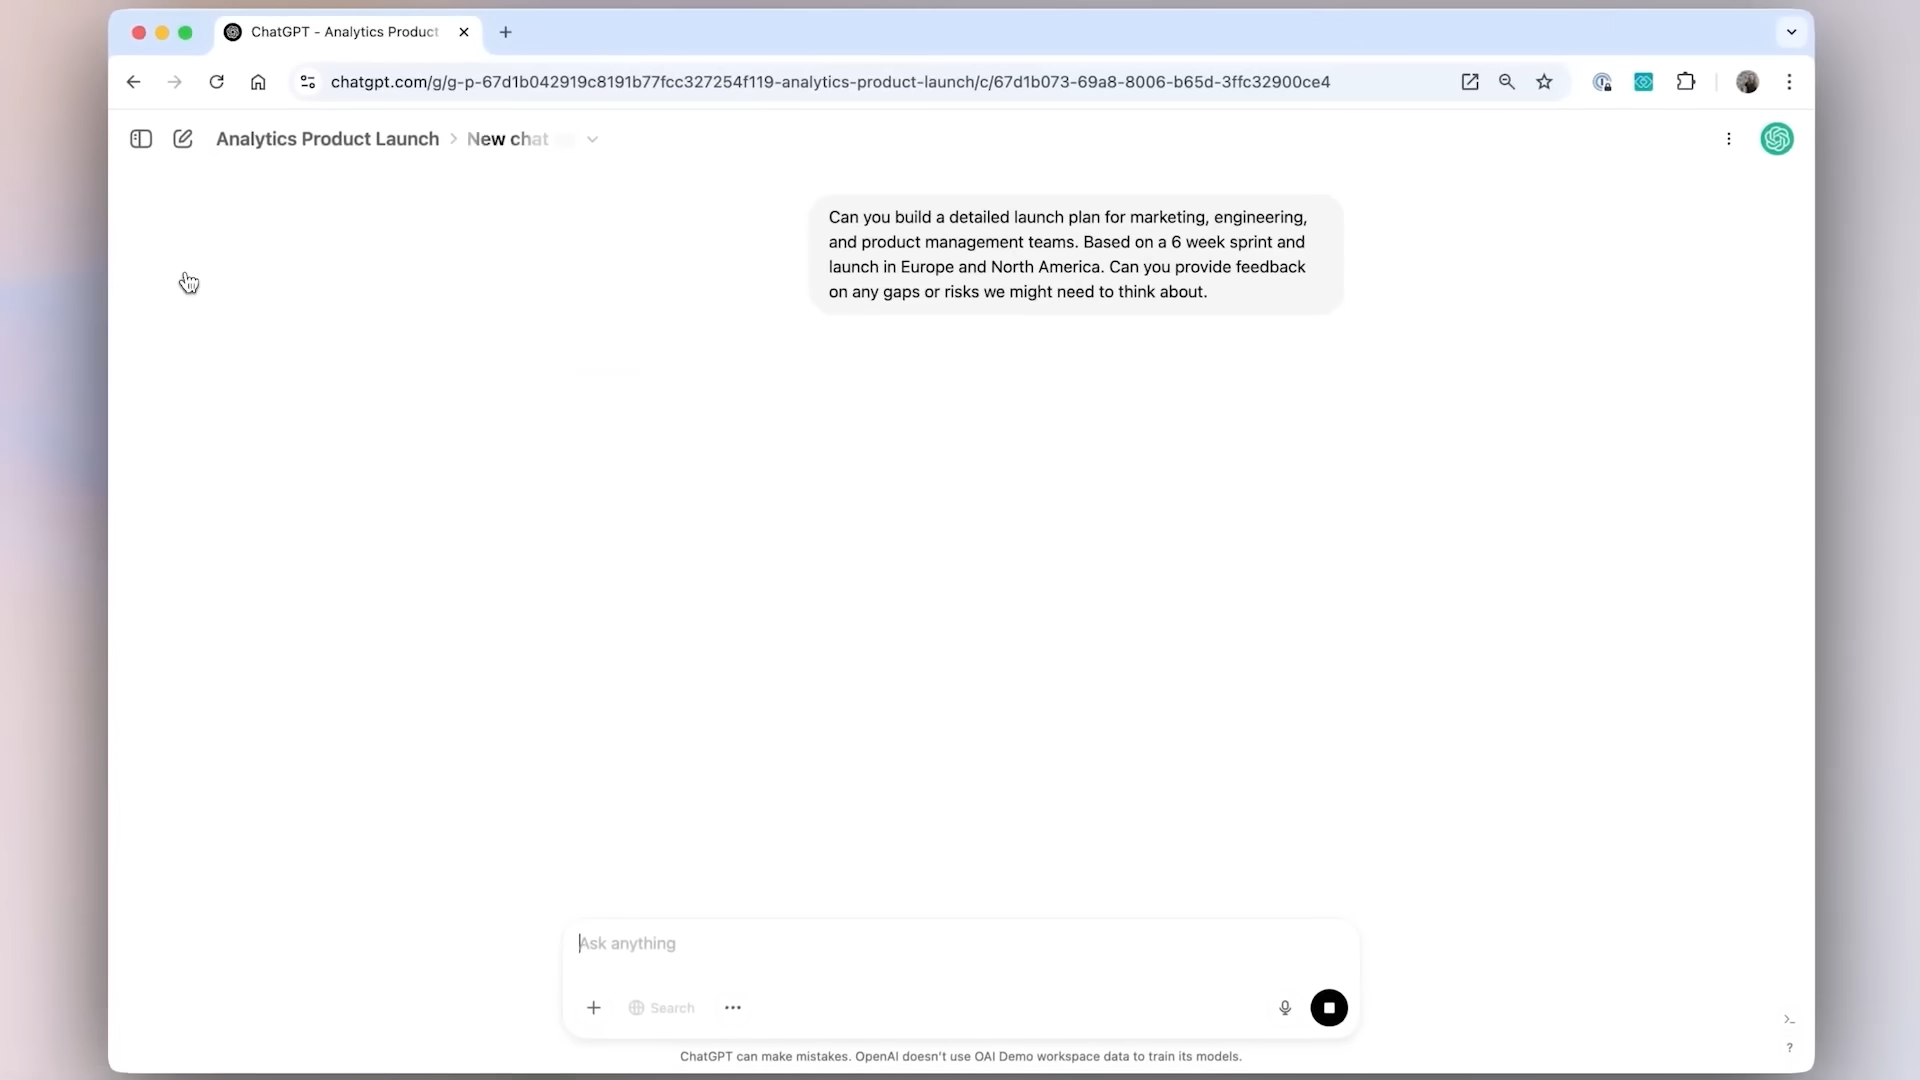 ChatGPT - Analytics Product
chatgpt.com/g/g-p-67d1b042919c8191b77fcc327254f119-analytics-product-launch/c/67d1b073-69a8-8006-b65d-3ffc32900ce4
Analytics Product Launch > New chat
Can you build a detailed launch plan for marketing, engineering,
and product management teams. Based on a 6 week sprint and
launch in Europe and North America. Can you provide feedback
on any gaps or risks we might need to think about.
Ask anything
Search
ChatGPT can make mistakes. OpenAI doesn't use OAI Demo workspace data to train its models.
?